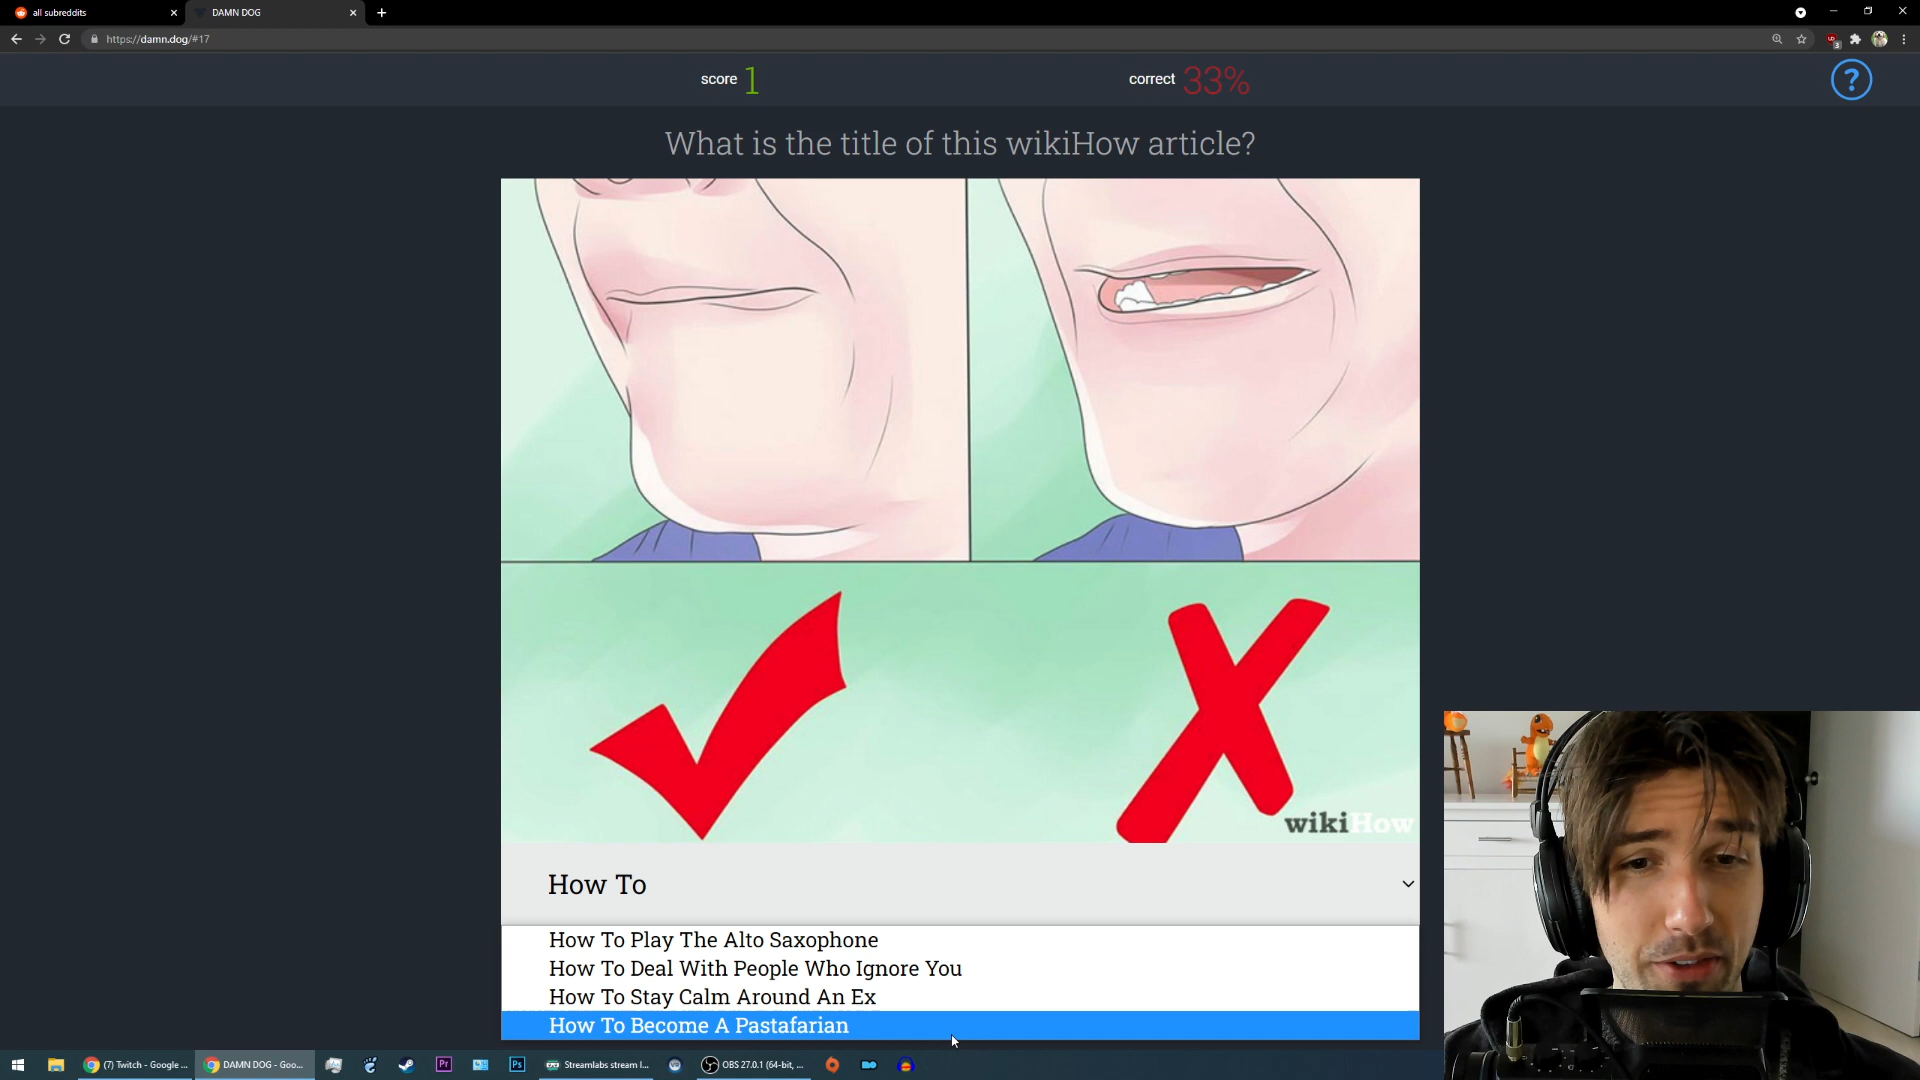 all subreddits
DAMN DOG
https://damn.dog/#17
score 1
correct 33%
?
What is the title of this wikiHow article?
wikiHow
How To
How To Play The Alto Saxophone
How To Deal With People Who Ignore You
How To Stay Calm Around An Ex
How To Become A Pastafarian
(7) Twitch - Google ...
DAMN DOG - Goo...
Pr
Ps
Streamlabs stream l...
OBS 27.0.1 (64-bit, ...